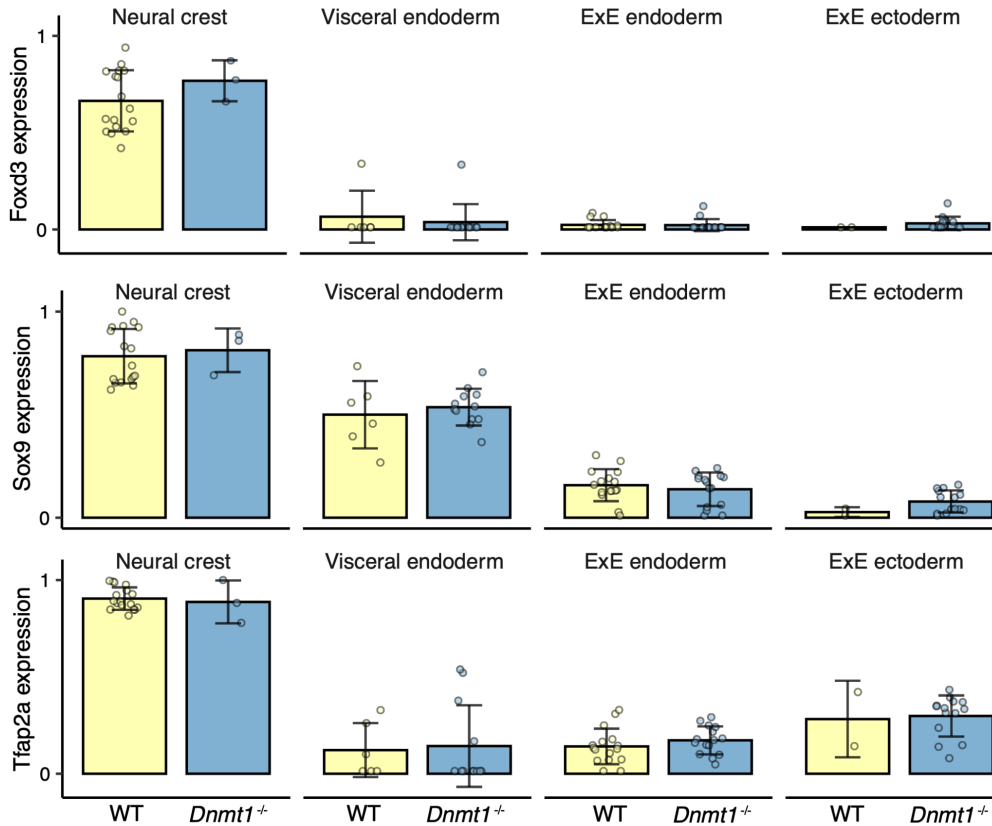 Neural crest Visceral endoderm ExE endoderm ExE ectoderm
1
Foxd3 expression
0
Neural crest Visceral endoderm ExE endoderm ExE ectoderm
1
Sox9 expression
0
Neural crest Visceral endoderm ExE endoderm ExE ectoderm
1
Tfap2a expression
0
WT Dnmt1⁻/⁻ WT Dnmt1⁻/⁻ WT Dnmt1⁻/⁻ WT Dnmt1⁻/⁻